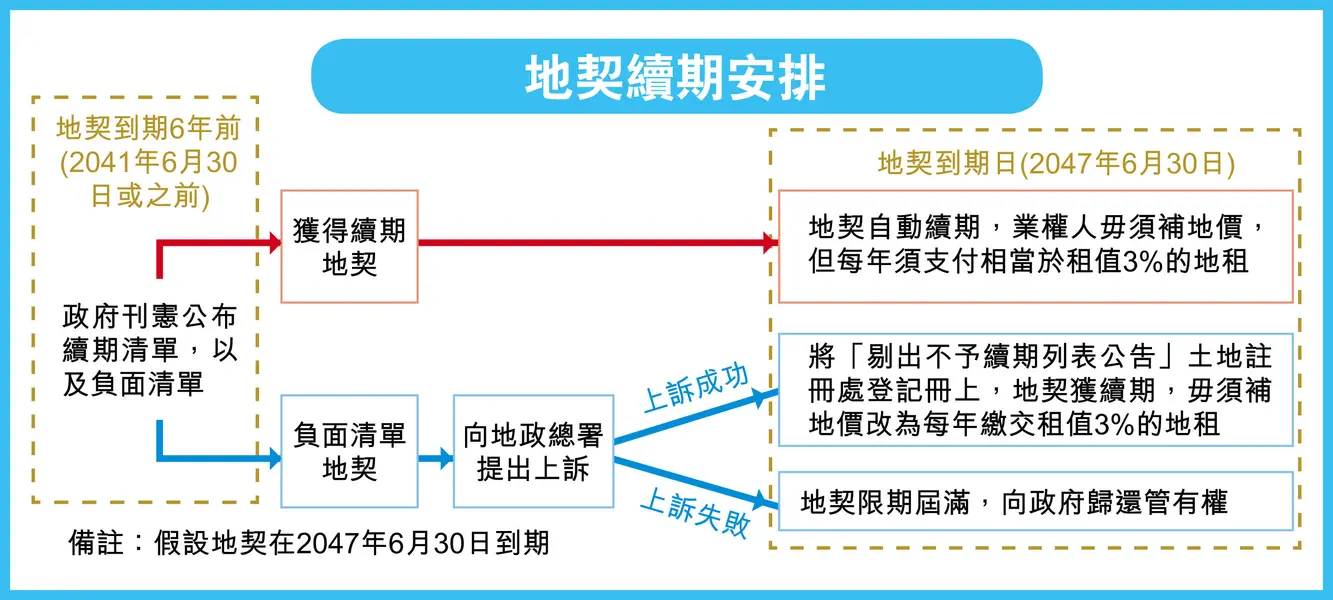 地契續期安排
地契到期6年前
(2041年6月30
日或之前)
政府刊憲公布
續期清單，以
及負面清單
獲得續期
地契
負面清單
地契
向地政總署
提出上訴
上訴成功
上訴失敗
地契到期日(2047年6月30日)
地契自動續期，業權人毋須補地價，
但每年須支付相當於租值3%的地租
將「剔出不予續期列表公告」土地註
冊處登記冊上，地契獲續期，毋須補
地價改為每年繳交租值3%的地租
地契限期屆滿，向政府歸還管有權
備註：假設地契在2047年6月30日到期